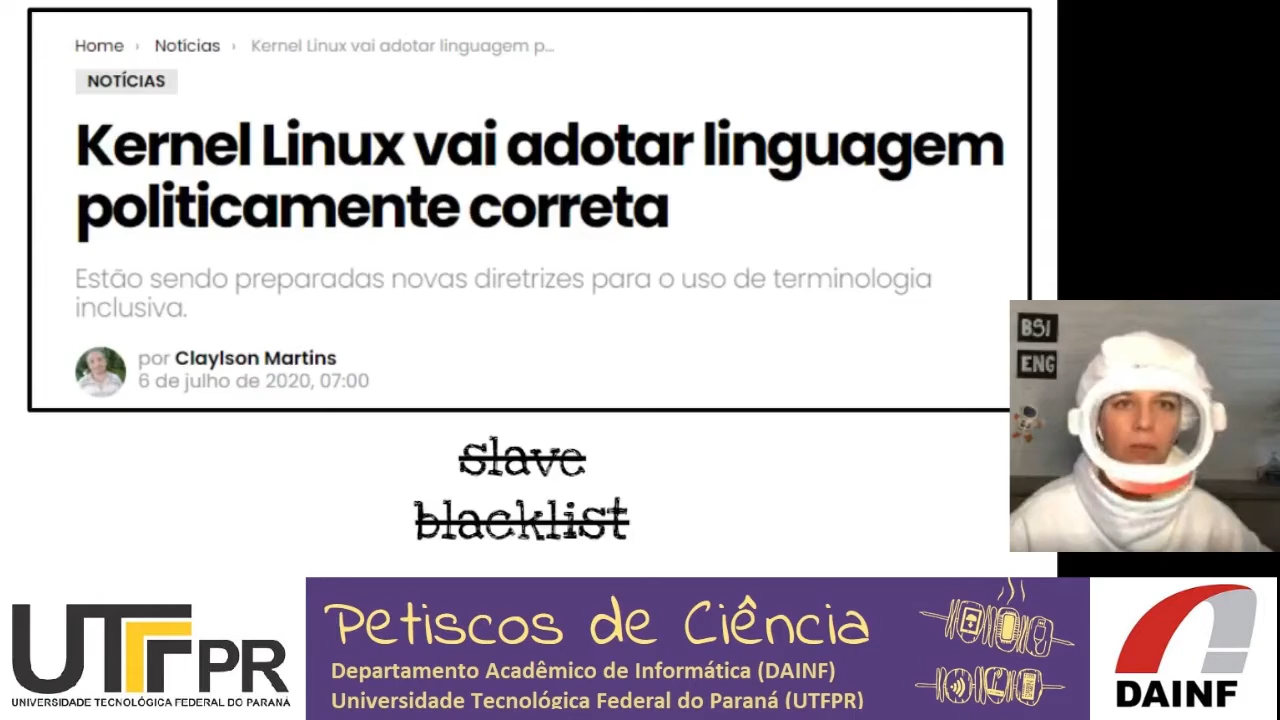 Home › Notícias › Kernel Linux vai adotar linguagem p...
NOTÍCIAS
Kernel Linux vai adotar linguagem
politicamente correta
Estão sendo preparadas novas diretrizes para o uso de terminologia
inclusiva.
por Claylson Martins
6 de julho de 2020, 07:00
BSI
ENG
slave
blacklist
UTFPR
UNIVERSIDADE TECNOLÓGICA FEDERAL DO PARANÁ
Petiscos de Ciência
Departamento Acadêmico de Informática (DAINF)
Universidade Tecnológica Federal do Paraná (UTFPR)
DAINF